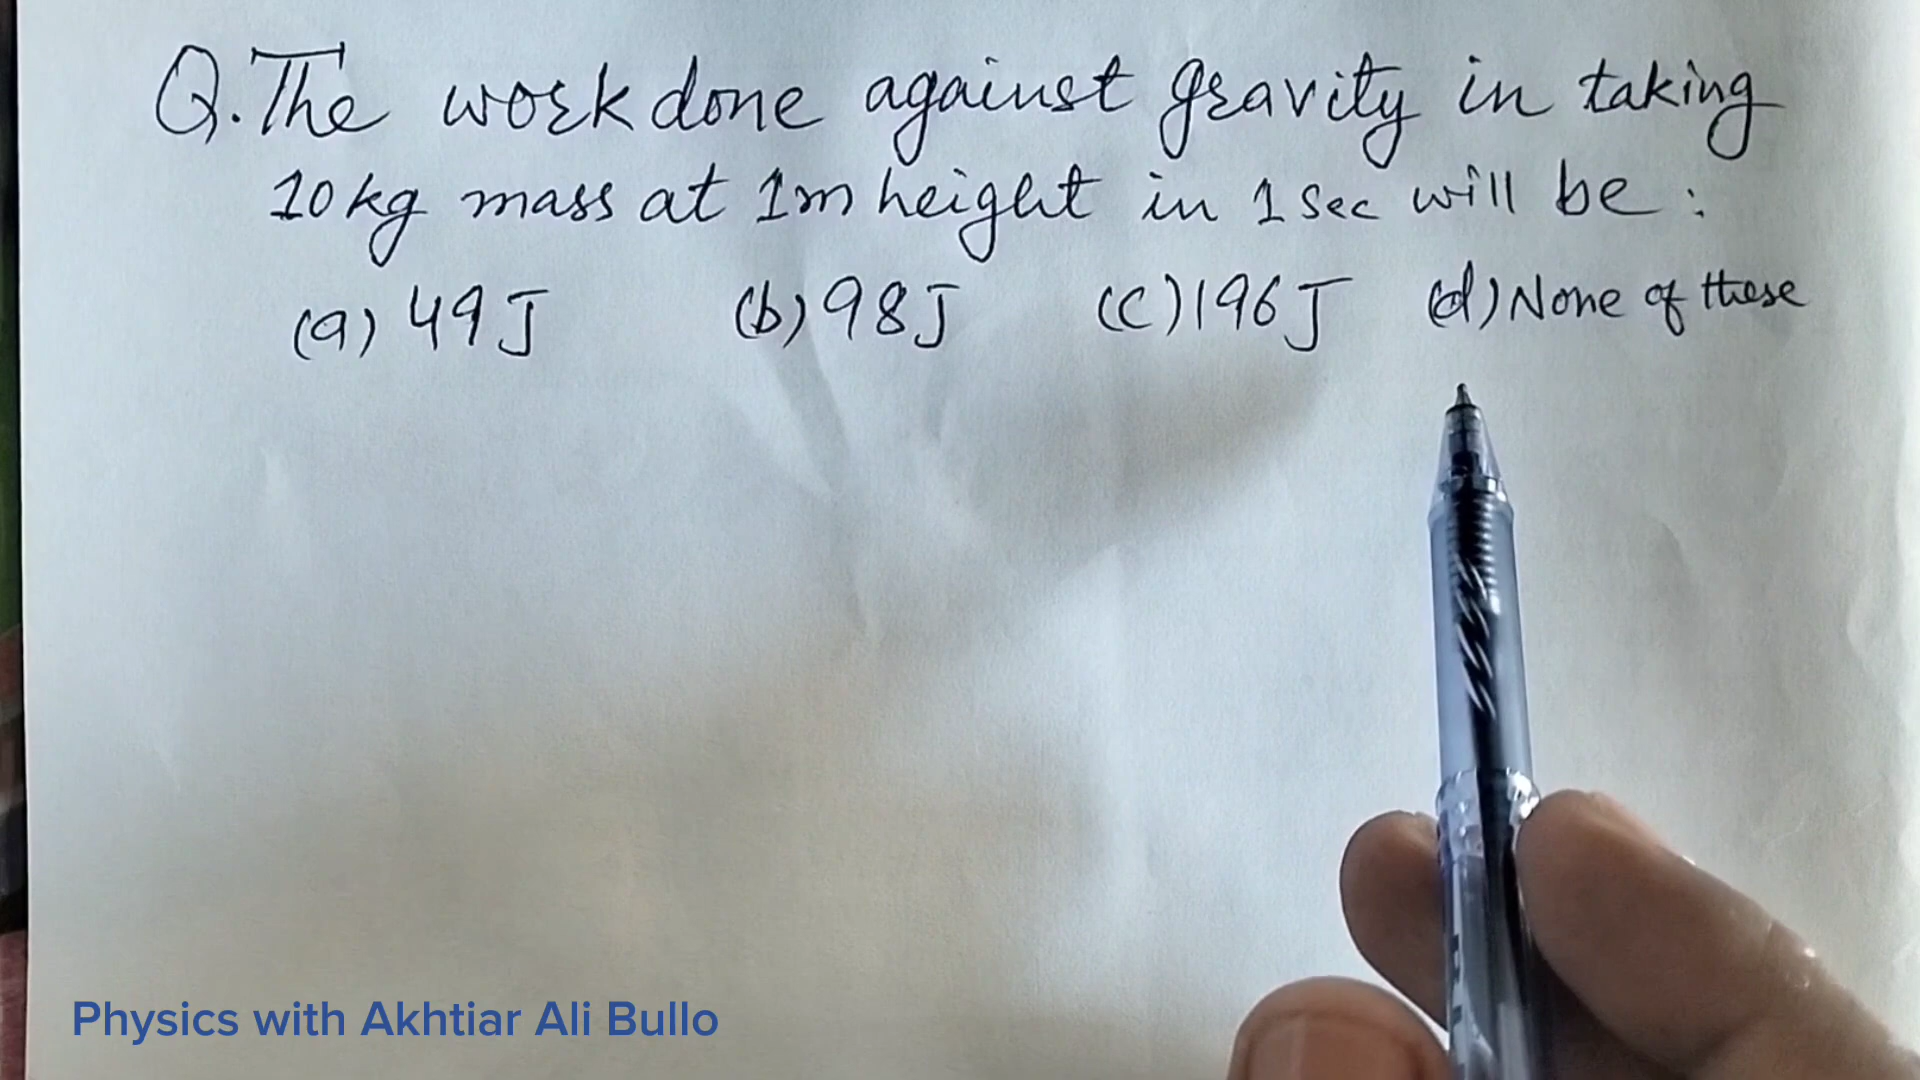 Q. The work done against gravity in taking
10 kg mass at 1m height in 1 sec will be :
(a) 49 J (b) 98 J (c) 196 J (d) None of these
Physics with Akhtiar Ali Bullo